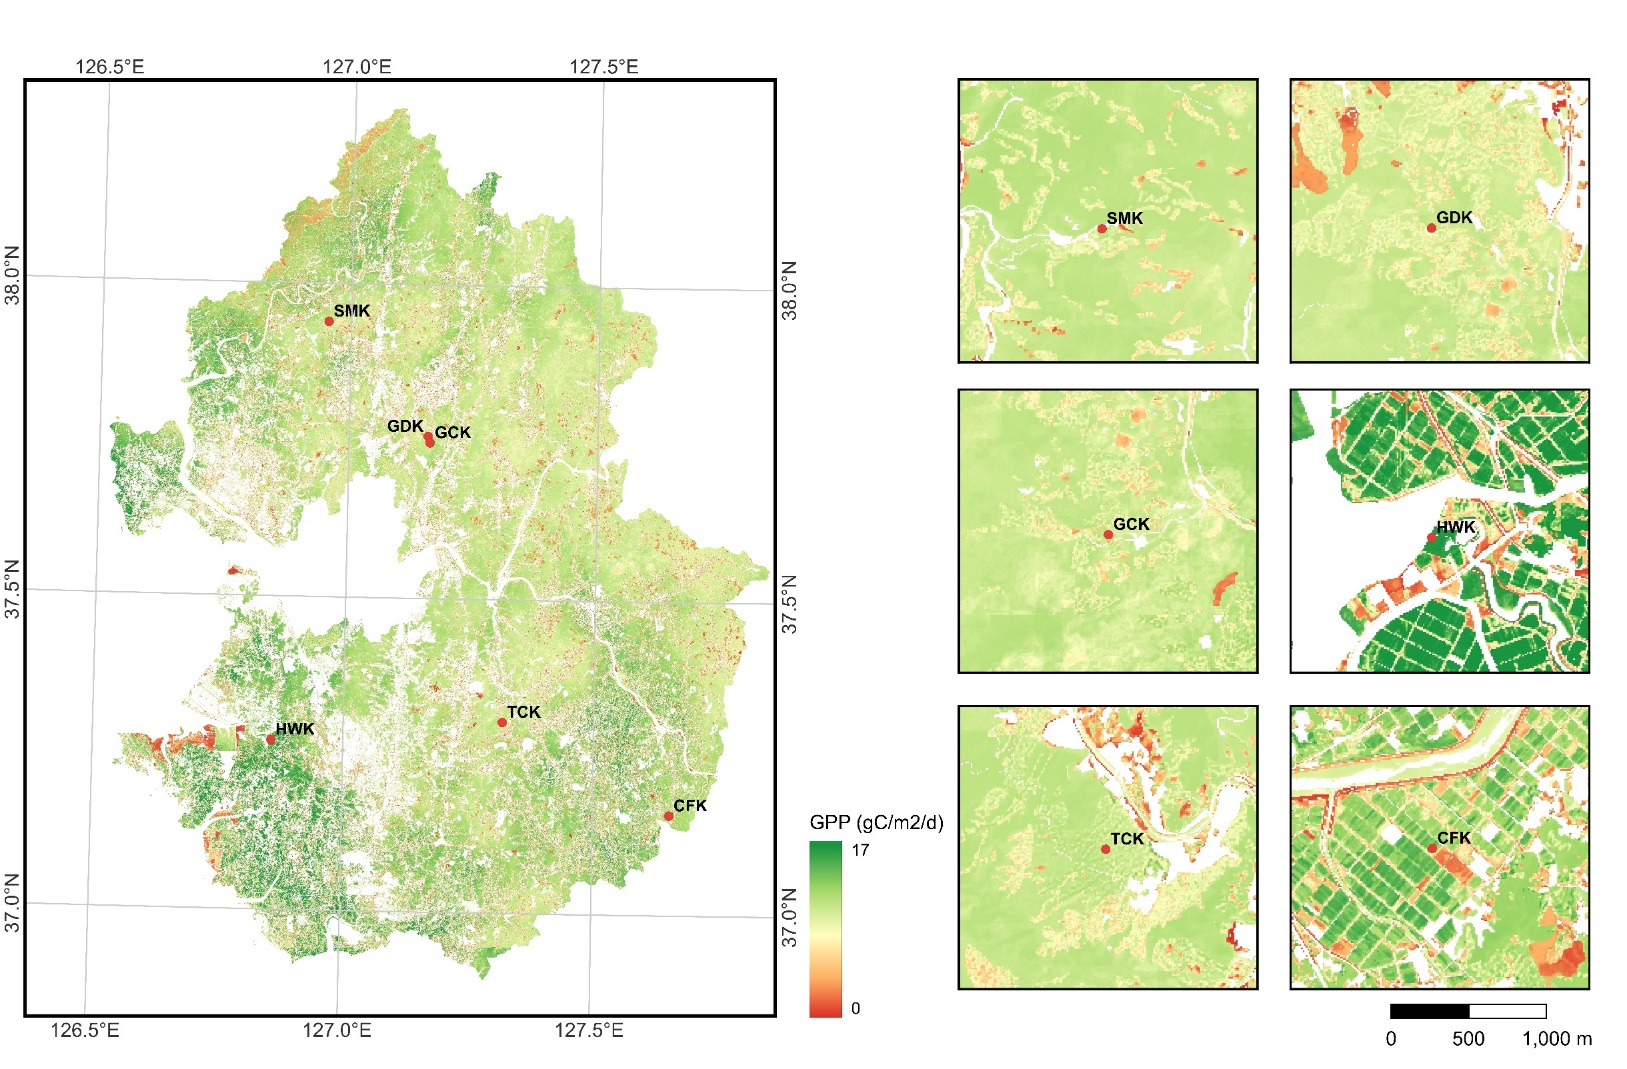 126.5°E 127.0°E 127.5°E
38.0°N
38.0°N
37.5°N
37.5°N
37.0°N
37.0°N
SMK
GDK GCK
TCK
HWK
CFK
126.5°E 127.0°E 127.5°E
GPP (gC/m2/d)
17
0
SMK
GDK
GCK
HWK
TCK
CFK
0 500 1,000 m